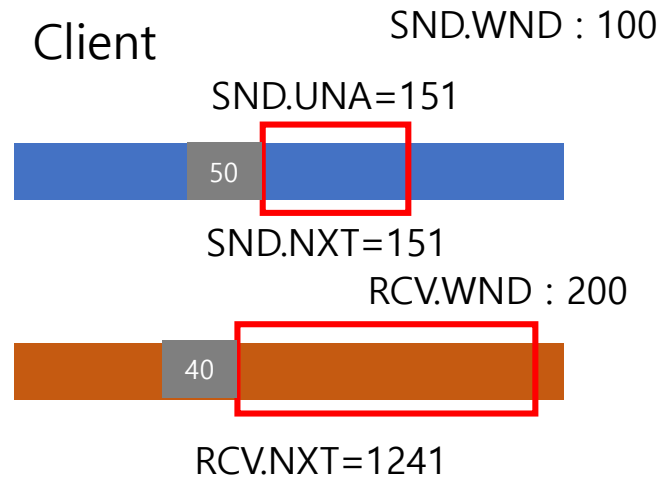 Client
SND.WND : 100
SND.UNA=151
50
SND.NXT=151
RCV.WND : 200
40
RCV.NXT=1241